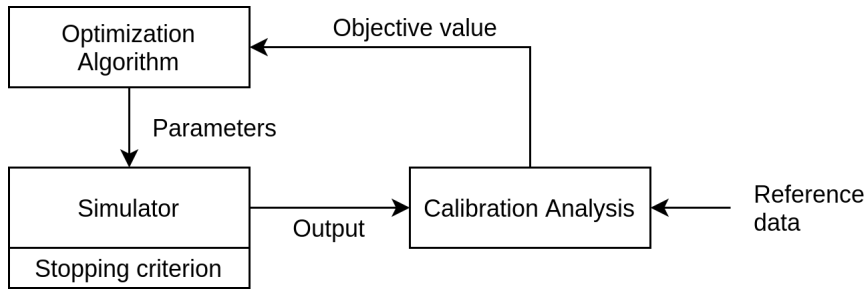 Optimization
Algorithm
Objective value
Parameters
Simulator
Output
Calibration Analysis
Reference
data
Stopping criterion